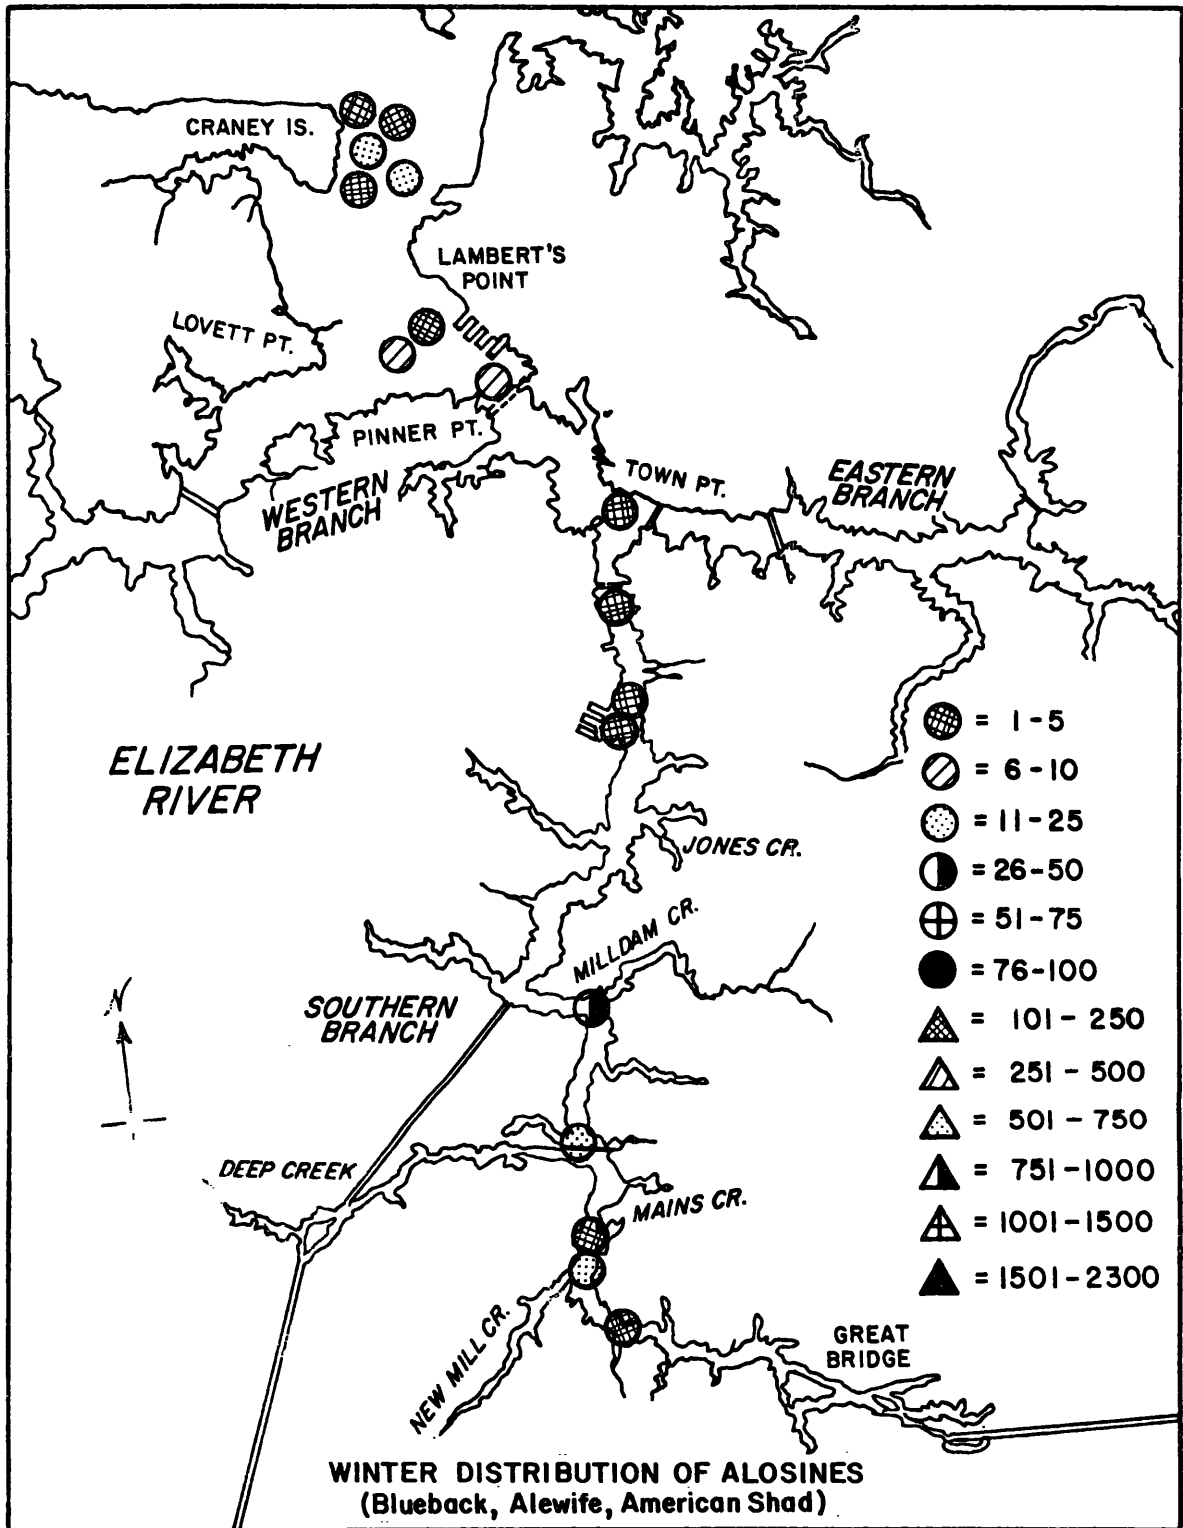 CRANEY IS.
LAMBERT'S
POINT
LOVETT PT.
PINNER PT.
WESTERN
BRANCH
TOWN PT.
EASTERN
BRANCH
ELIZABETH
RIVER
= 1-5
= 6-10
= 11-25
= 26-50
= 51-75
= 76-100
= 101-250
= 251-500
= 501-750
= 751-1000
= 1001-1500
= 1501-2300
JONES CR.
MILLDAM CR.
SOUTHERN
BRANCH
N
DEEP CREEK
MAINS CR.
NEW MILL CR.
GREAT
BRIDGE
WINTER DISTRIBUTION OF ALOSINES
(Blueback, Alewife, American Shad)